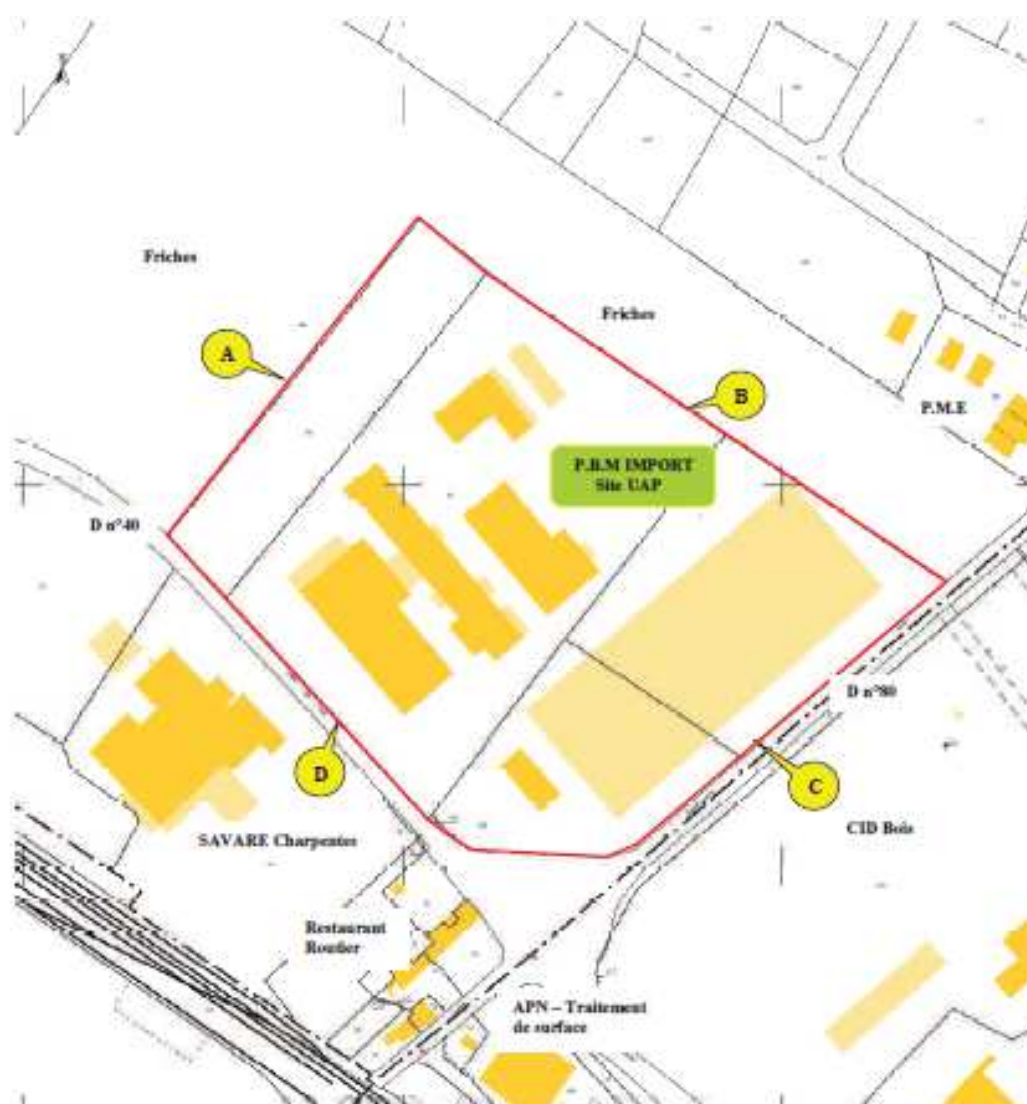 Friches
Friches
A
B
P.M.E
P.B.M IMPORT
Site UAP
D n°40
D n°80
D
C
CID Bois
SAVARE Charpentes
Restaurant
Routier
APN – Traitement
de surface